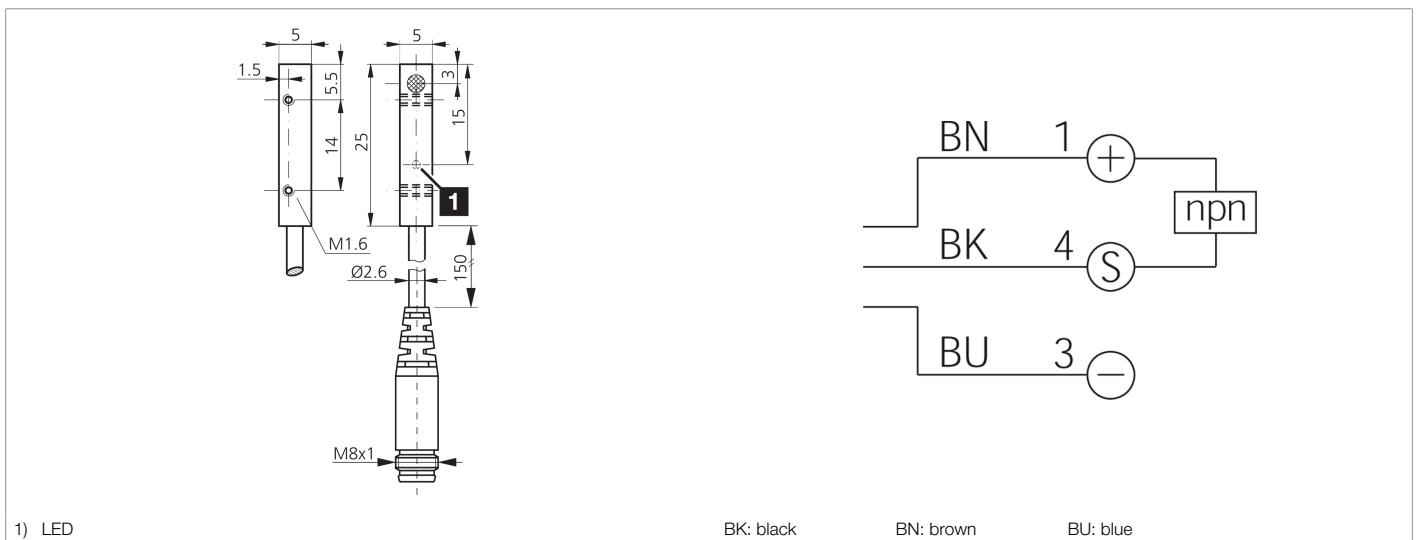 5
5
1.5
5.5
3
15
14
25
1
M1.6
Ø2.6
150
M8x1
BN 1 +
npn
BK 4 S
BU 3 −
1) LED
BK: black BN: brown BU: blue